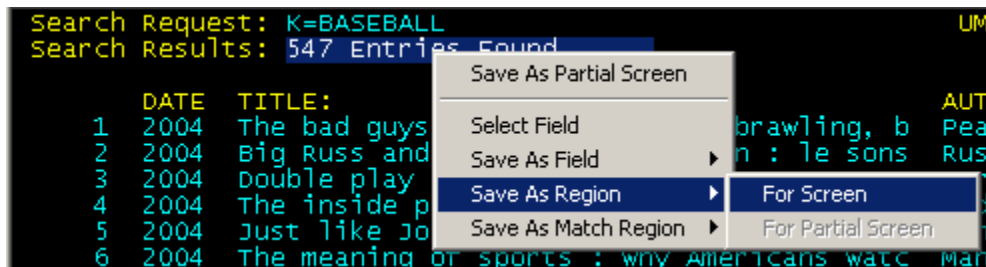 Search Request: K=BASEBALL UM
Search Results: 547 Entries Found
Save As Partial Screen
DATE TITLE: AUT
Select Field
1 2004 The bad guys brawling, b Pea
2 2004 Big Russ and n : le sons Rus
Save As Field
3 2004 Double play
Save As Region For Screen
4 2004 The inside p
5 2004 Just like Jo
Save As Match Region For Partial Screen
6 2004 The meaning of sports : why Americans watc Man